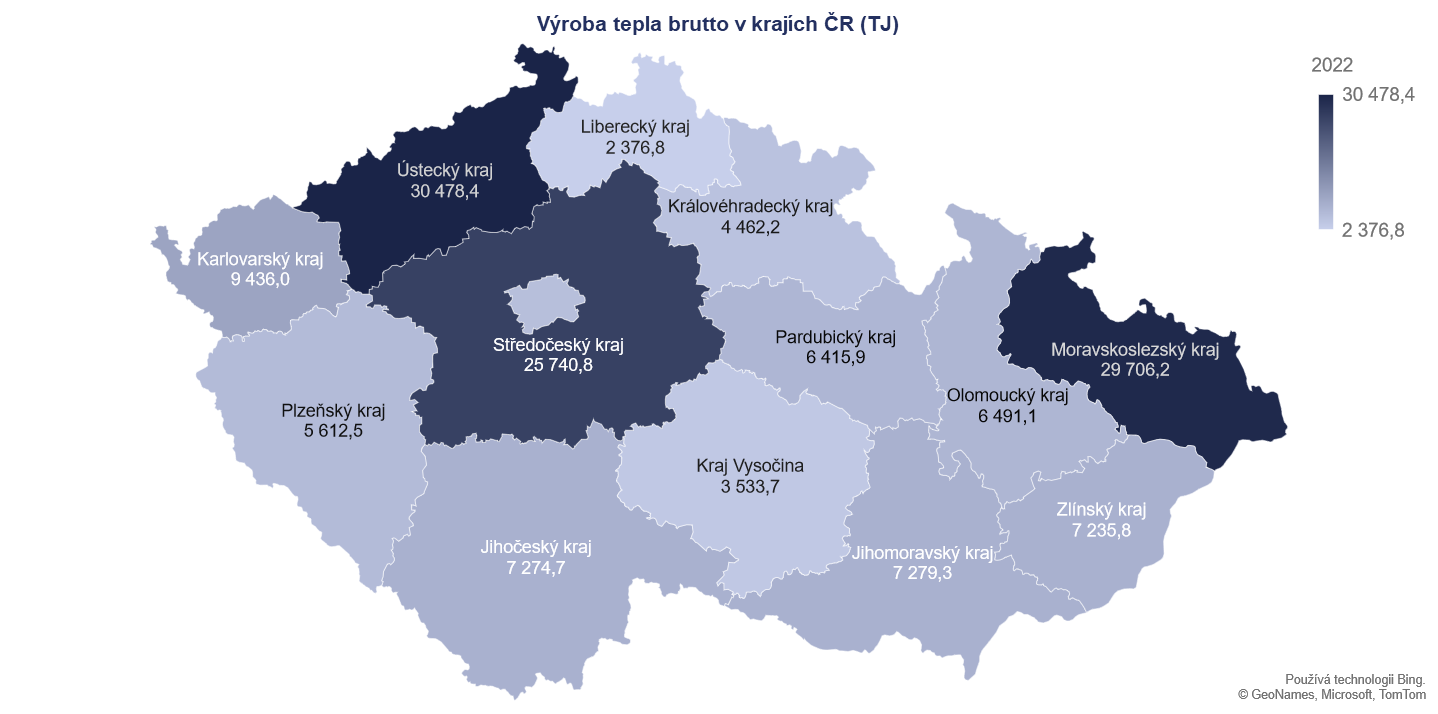 Výroba tepla brutto v krajích ČR (TJ)
2022
30 478,4
2 376,8
Liberecký kraj
2 376,8
Ústecký kraj
30 478,4
Královéhradecký kraj
4 462,2
Karlovarský kraj
9 436,0
Středočeský kraj
25 740,8
Pardubický kraj
6 415,9
Moravskoslezský kraj
29 706,2
Olomoucký kraj
6 491,1
Plzeňský kraj
5 612,5
Kraj Vysočina
3 533,7
Zlínský kraj
7 235,8
Jihočeský kraj
7 274,7
Jihomoravský kraj
7 279,3
Používá technologii Bing.
© GeoNames, Microsoft, TomTom